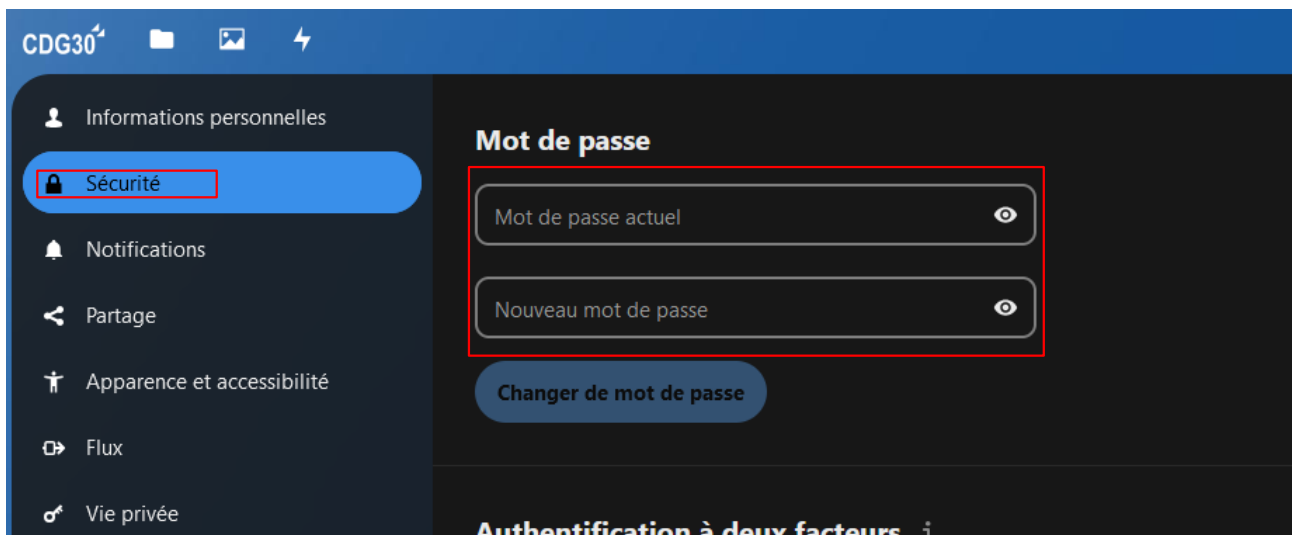 CDG30
Informations personnelles
Sécurité
Notifications
Partage
Apparence et accessibilité
Flux
Vie privée
Mot de passe
Mot de passe actuel
Nouveau mot de passe
Changer de mot de passe
Authentification à deux facteurs i